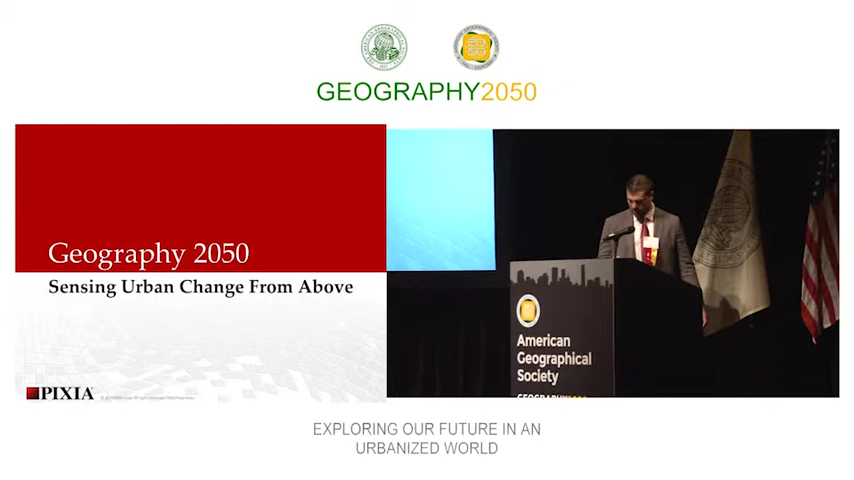 GEOGRAPHY2050
Geography 2050
Sensing Urban Change From Above
PIXIA
American
Geographical
Society
EXPLORING OUR FUTURE IN AN
URBANIZED WORLD